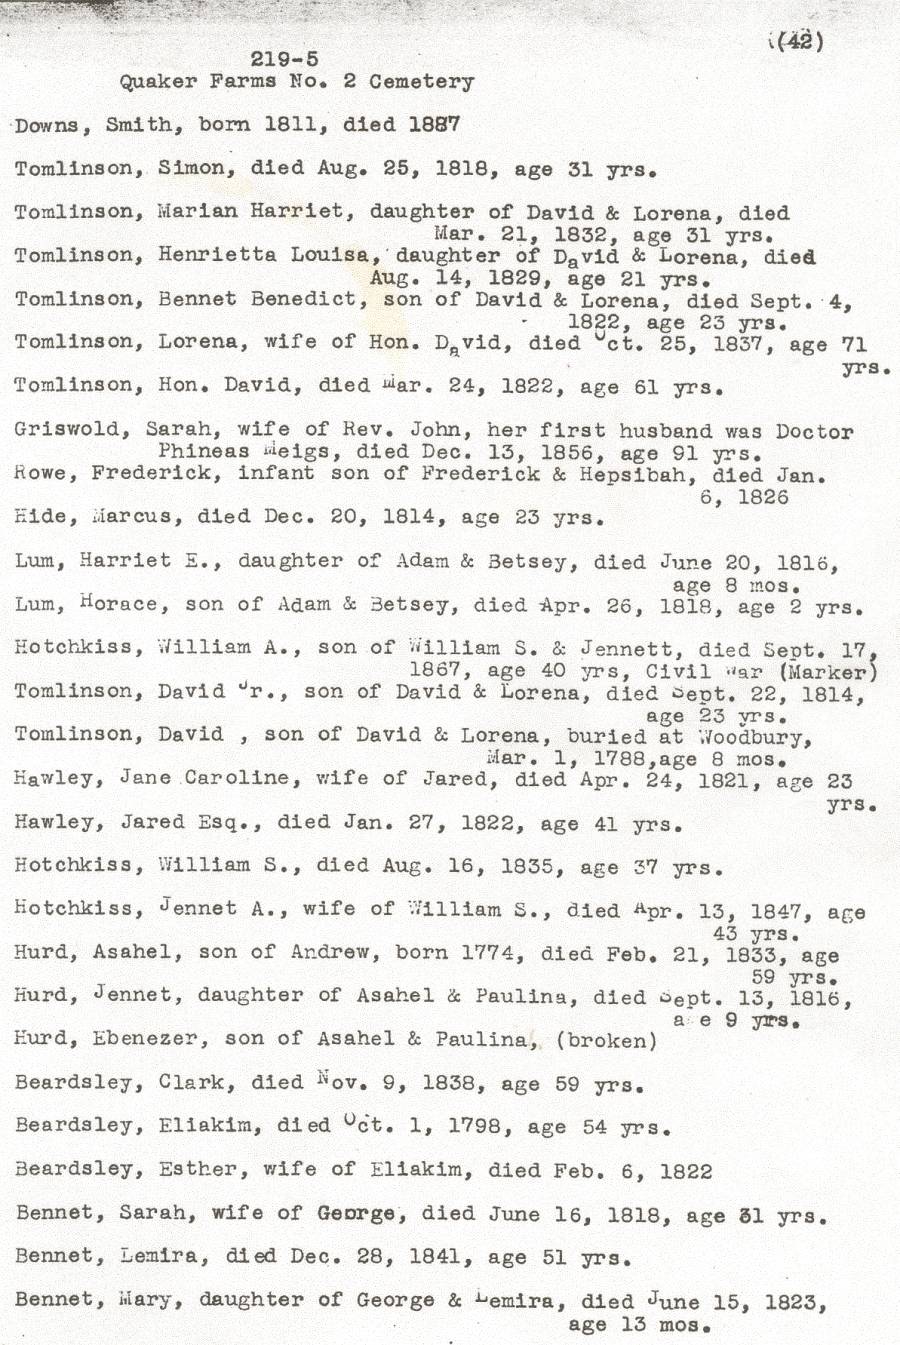 (42)
219-5
Quaker Farms No. 2 Cemetery
Downs, Smith, born 1811, died 1887
Tomlinson, Simon, died Aug. 25, 1818, age 31 yrs.
Tomlinson, Marian Harriet, daughter of David & Lorena, died
Mar. 21, 1832, age 31 yrs.
Tomlinson, Henrietta Louisa, daughter of David & Lorena, died
Aug. 14, 1829, age 21 yrs.
Tomlinson, Bennet Benedict, son of David & Lorena, died Sept. 4,
1822, age 23 yrs.
Tomlinson, Lorena, wife of Hon. David, died Oct. 25, 1837, age 71
yrs.
Tomlinson, Hon. David, died Mar. 24, 1822, age 61 yrs.
Griswold, Sarah, wife of Rev. John, her first husband was Doctor
Phineas Meigs, died Dec. 13, 1856, age 91 yrs.
Rowe, Frederick, infant son of Frederick & Hepsibah, died Jan.
6, 1826
Hide, Marcus, died Dec. 20, 1814, age 23 yrs.
Lum, Harriet E., daughter of Adam & Betsey, died June 20, 1816,
age 8 mos.
Lum, Horace, son of Adam & Betsey, died Apr. 26, 1818, age 2 yrs.
Hotchkiss, William A., son of William S. & Jennett, died Sept. 17,
1867, age 40 yrs, Civil War (Marker)
Tomlinson, David Jr., son of David & Lorena, died Sept. 22, 1814,
age 23 yrs.
Tomlinson, David , son of David & Lorena, buried at Woodbury,
Mar. 1, 1788,age 8 mos.
Hawley, Jane Caroline, wife of Jared, died Apr. 24, 1821, age 23
yrs.
Hawley, Jared Esq., died Jan. 27, 1822, age 41 yrs.
Hotchkiss, William S., died Aug. 16, 1835, age 37 yrs.
Hotchkiss, Jennet A., wife of William S., died Apr. 13, 1847, age
43 yrs.
Hurd, Asahel, son of Andrew, born 1774, died Feb. 21, 1833, age
59 yrs.
Hurd, Jennet, daughter of Asahel & Paulina, died Sept. 13, 1816,
age 9 yrs.
Hurd, Ebenezer, son of Asahel & Paulina, (broken)
Beardsley, Clark, died Nov. 9, 1838, age 59 yrs.
Beardsley, Eliakim, died Oct. 1, 1798, age 54 yrs.
Beardsley, Esther, wife of Eliakim, died Feb. 6, 1822
Bennet, Sarah, wife of George, died June 16, 1818, age 31 yrs.
Bennet, Lemira, died Dec. 28, 1841, age 51 yrs.
Bennet, Mary, daughter of George & Lemira, died June 15, 1823,
age 13 mos.